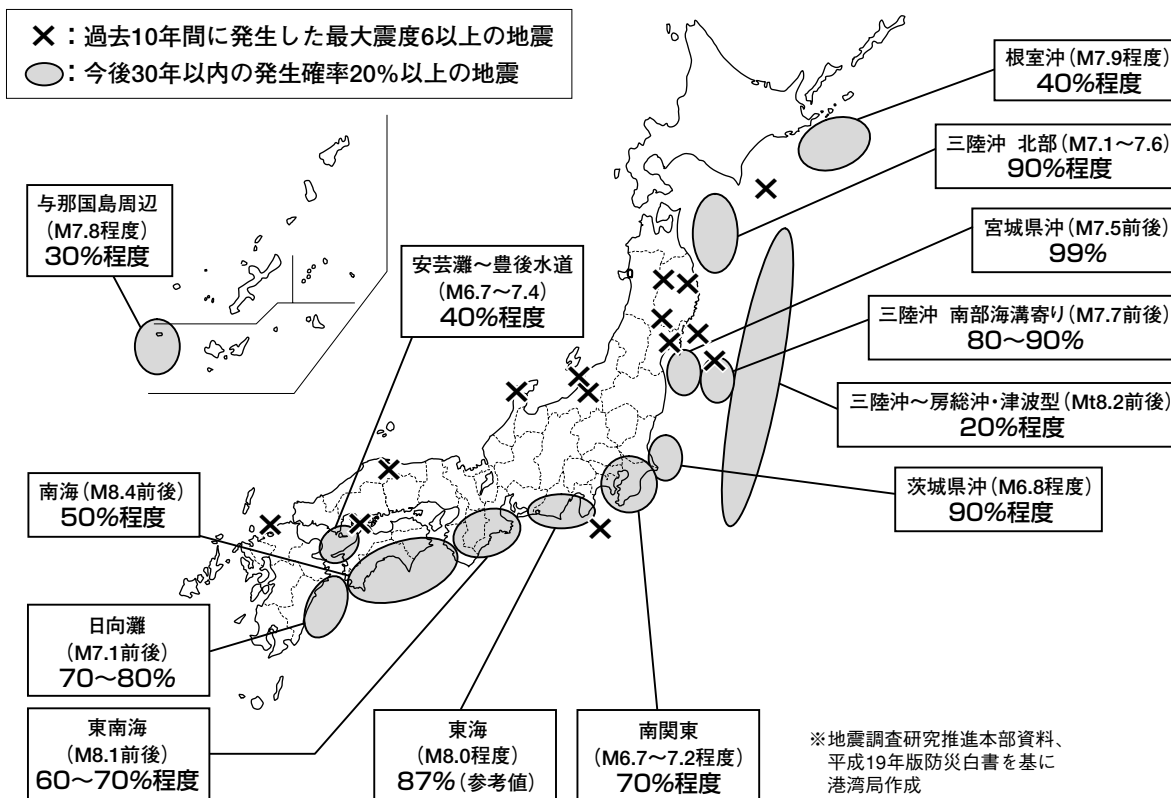 ×：過去10年間に発生した最大震度6以上の地震
：今後30年以内の発生確率20%以上の地震
根室沖（M7.9程度）
40%程度
三陸沖 北部（M7.1～7.6）
90%程度
与那国島周辺
（M7.8程度）
30%程度
宮城県沖（M7.5前後）
99%
安芸灘～豊後水道
（M6.7～7.4）
40%程度
三陸沖 南部海溝寄り（M7.7前後）
80～90%
三陸沖～房総沖・津波型（Mt8.2前後）
20%程度
南海（M8.4前後）
50%程度
茨城県沖（M6.8程度）
90%程度
日向灘
（M7.1前後）
70～80%
東南海
（M8.1前後）
60～70%程度
東海
（M8.0程度）
87%（参考値）
南関東
（M6.7～7.2程度）
70%程度
※地震調査研究推進本部資料、
平成19年版防災白書を基に
港湾局作成